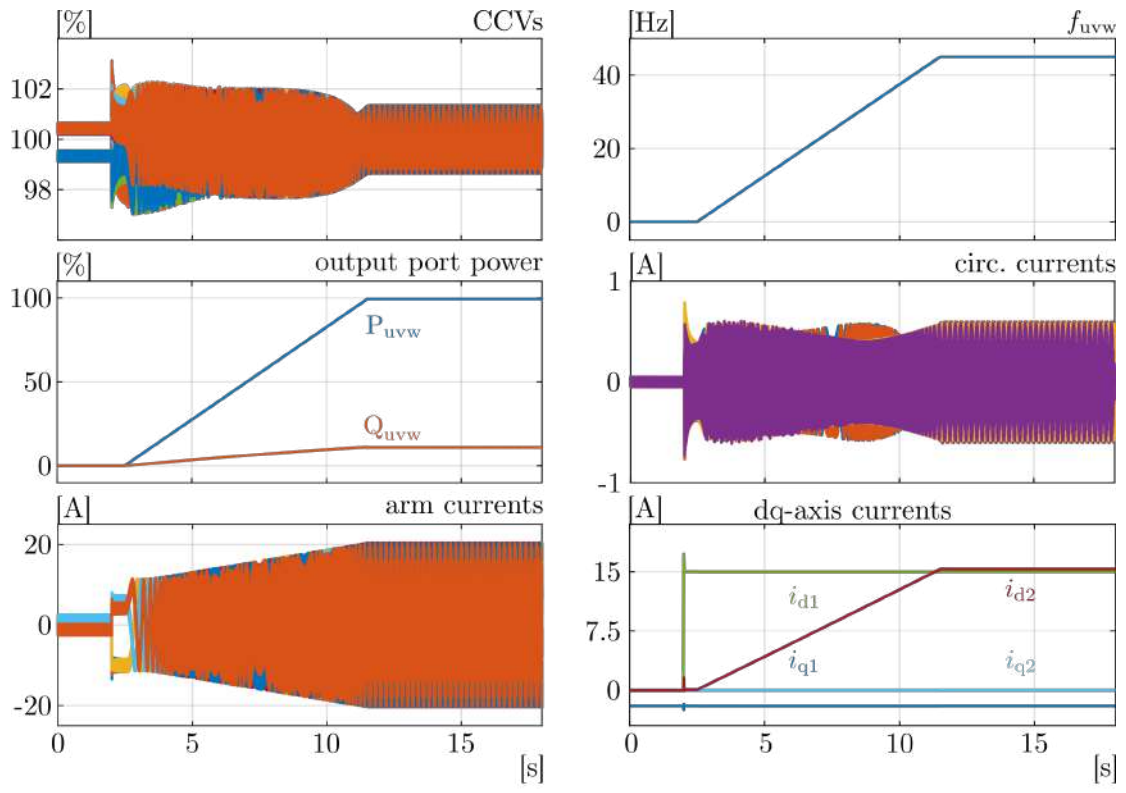 [%] CCVs
102
100
98
[Hz] f_uvw
40
20
0
[%] output port power
100
50
0
P_uvw
Q_uvw
[A] circ. currents
1
0
-1
[A] arm currents
20
0
-20
0 5 10 15
[s]
[A] dq-axis currents
15
7.5
0
i_d1 i_d2
i_q1 i_q2
0 5 10 15
[s]